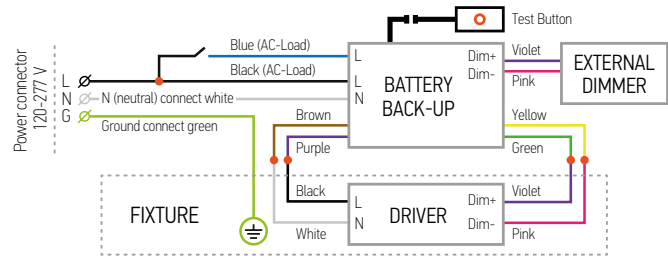 Test Button
Blue (AC-Load)
Black (AC-Load)
Power connector
120-277 V
L
N
G
N (neutral) connect white
Ground connect green
L
L
N
BATTERY
BACK-UP
Dim+
Dim-
Violet
Pink
EXTERNAL
DIMMER
Brown
Purple
Yellow
Green
FIXTURE
Black
White
L
N
DRIVER
Dim+
Dim-
Violet
Pink